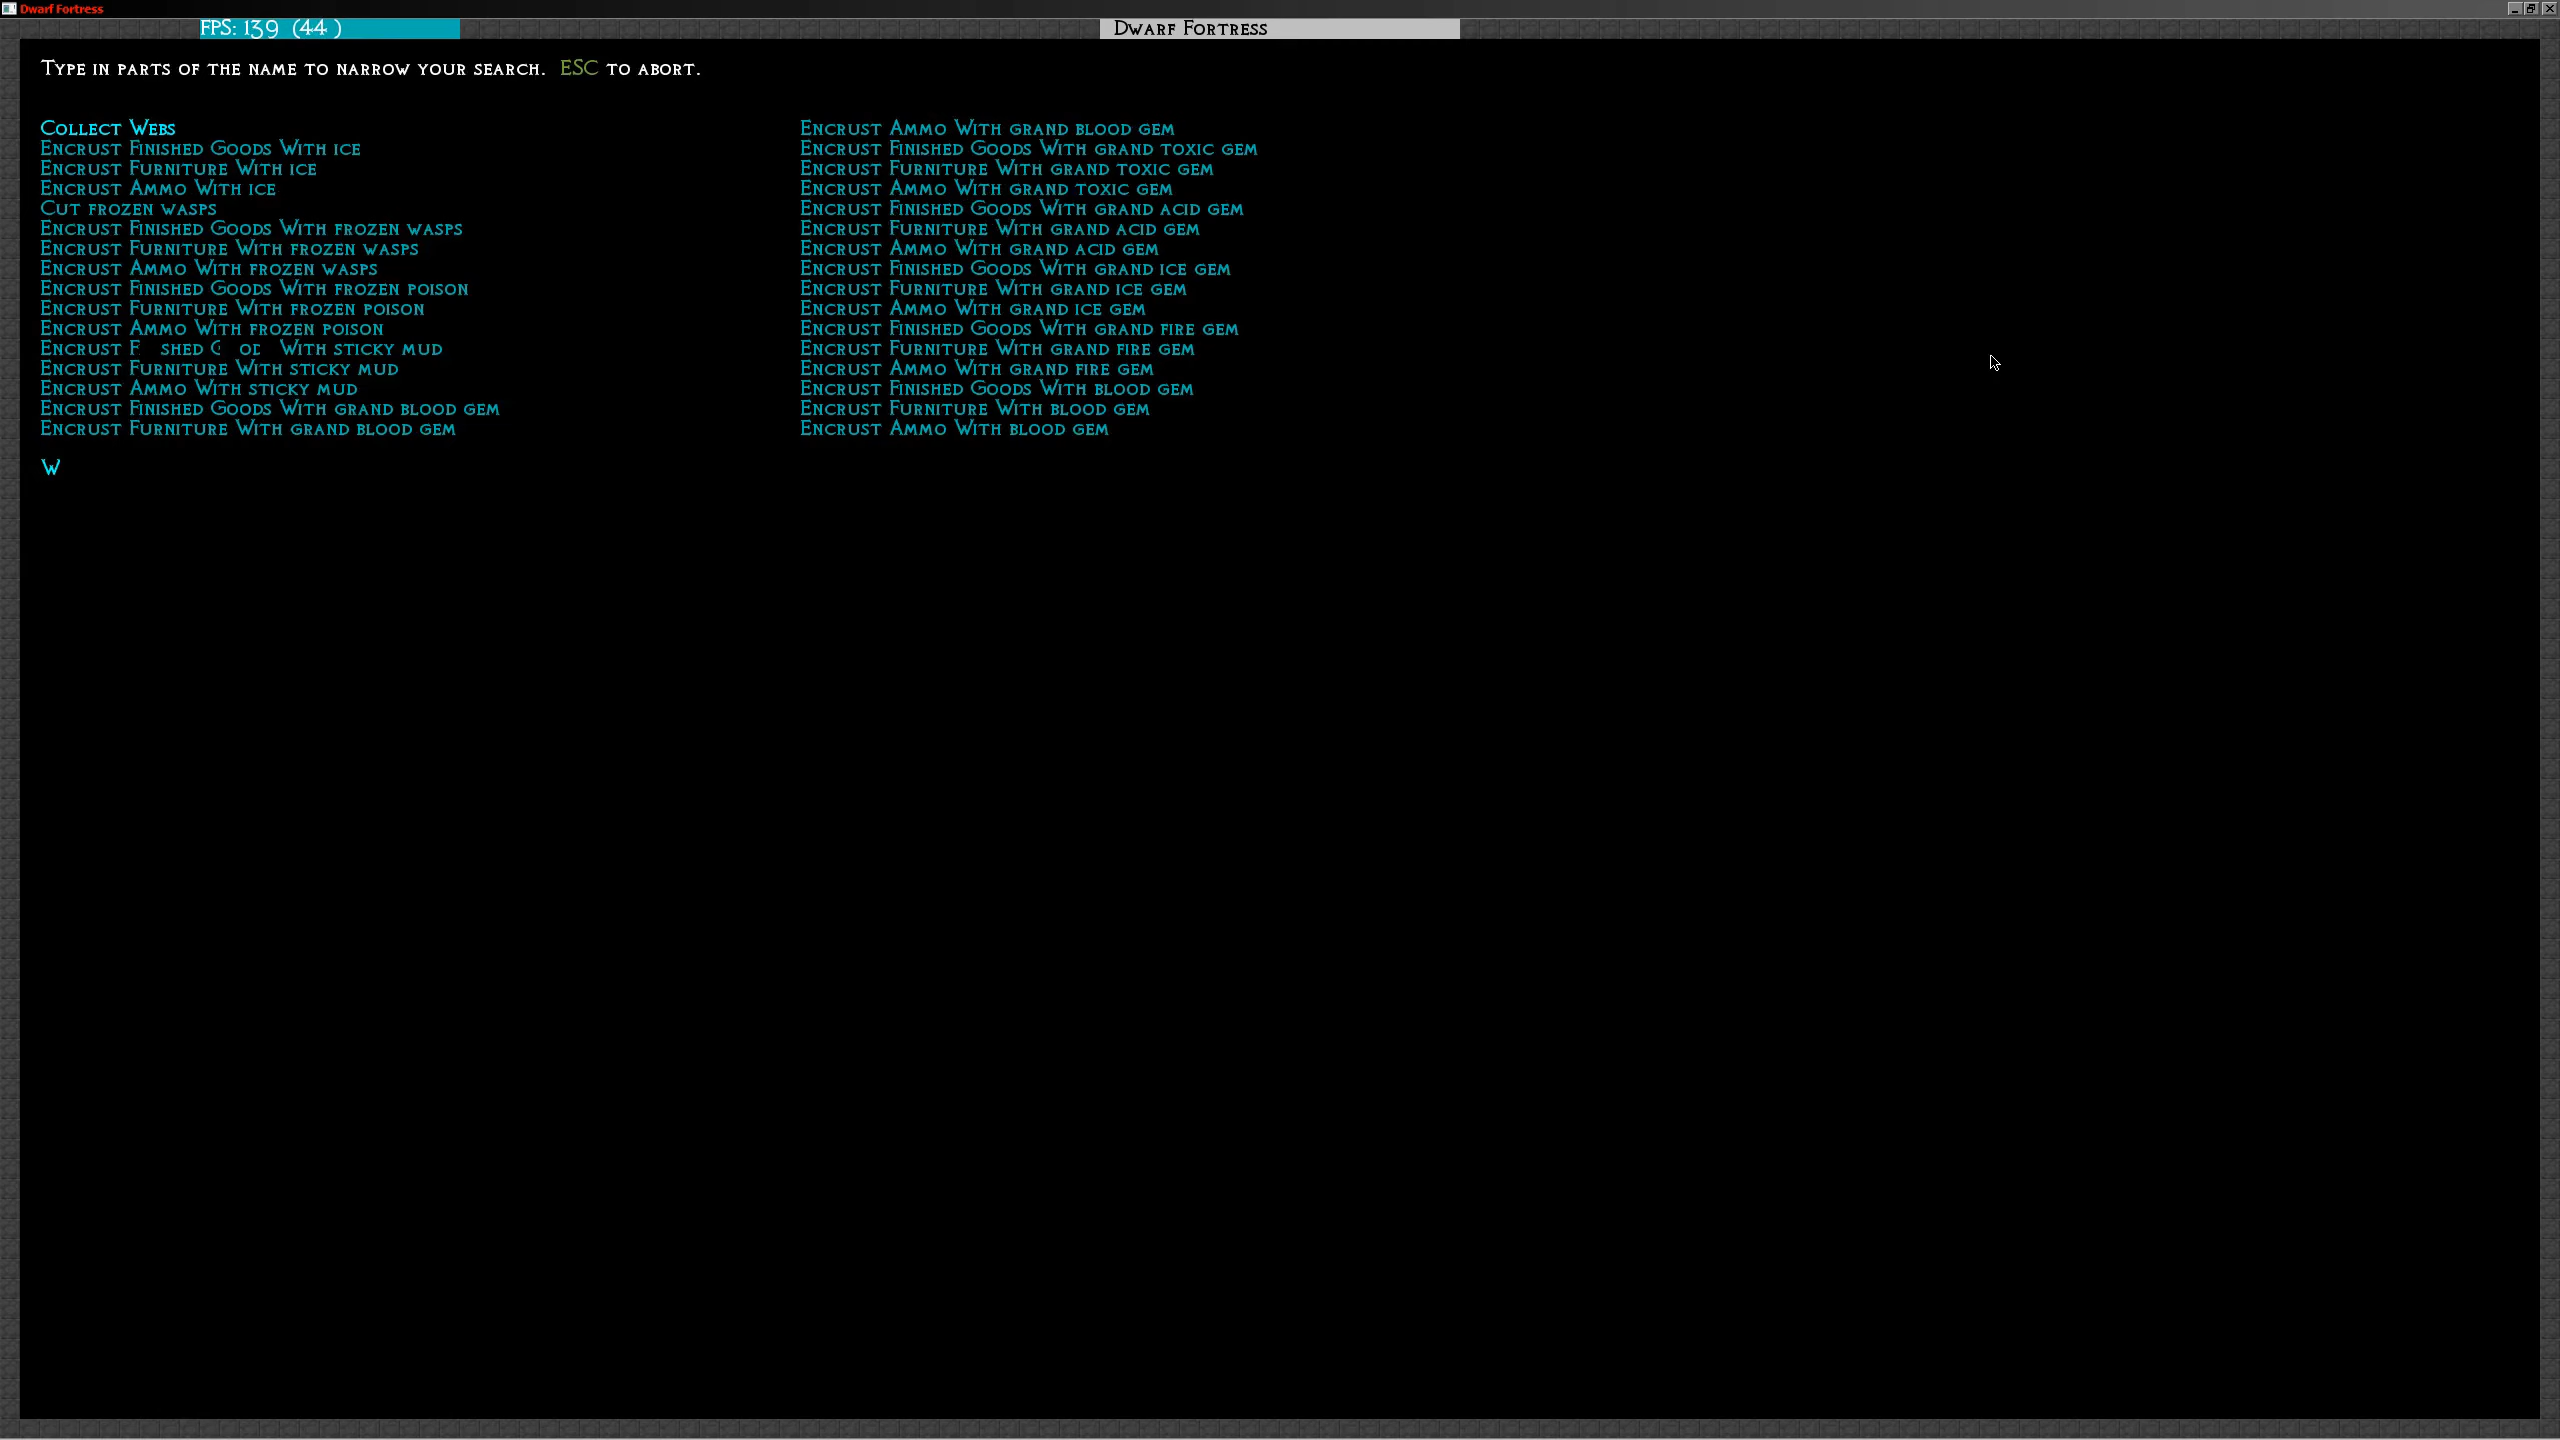 Dwarf Fortress
FPS: 139 (44)
Dwarf Fortress
Type in parts of the name to narrow your search. ESC to abort.
Collect Webs
Encrust Finished Goods With ice
Encrust Furniture With ice
Encrust Ammo With ice
Cut frozen wasps
Encrust Finished Goods With frozen wasps
Encrust Furniture With frozen wasps
Encrust Ammo With frozen wasps
Encrust Finished Goods With frozen poison
Encrust Furniture With frozen poison
Encrust Ammo With frozen poison
Encrust F shed G od With sticky mud
Encrust Furniture With sticky mud
Encrust Ammo With sticky mud
Encrust Finished Goods With grand blood gem
Encrust Furniture With grand blood gem
Encrust Ammo With grand blood gem
Encrust Finished Goods With grand toxic gem
Encrust Furniture With grand toxic gem
Encrust Ammo With grand toxic gem
Encrust Finished Goods With grand acid gem
Encrust Furniture With grand acid gem
Encrust Ammo With grand acid gem
Encrust Finished Goods With grand ice gem
Encrust Furniture With grand ice gem
Encrust Ammo With grand ice gem
Encrust Finished Goods With grand fire gem
Encrust Furniture With grand fire gem
Encrust Ammo With grand fire gem
Encrust Finished Goods With blood gem
Encrust Furniture With blood gem
Encrust Ammo With blood gem
W